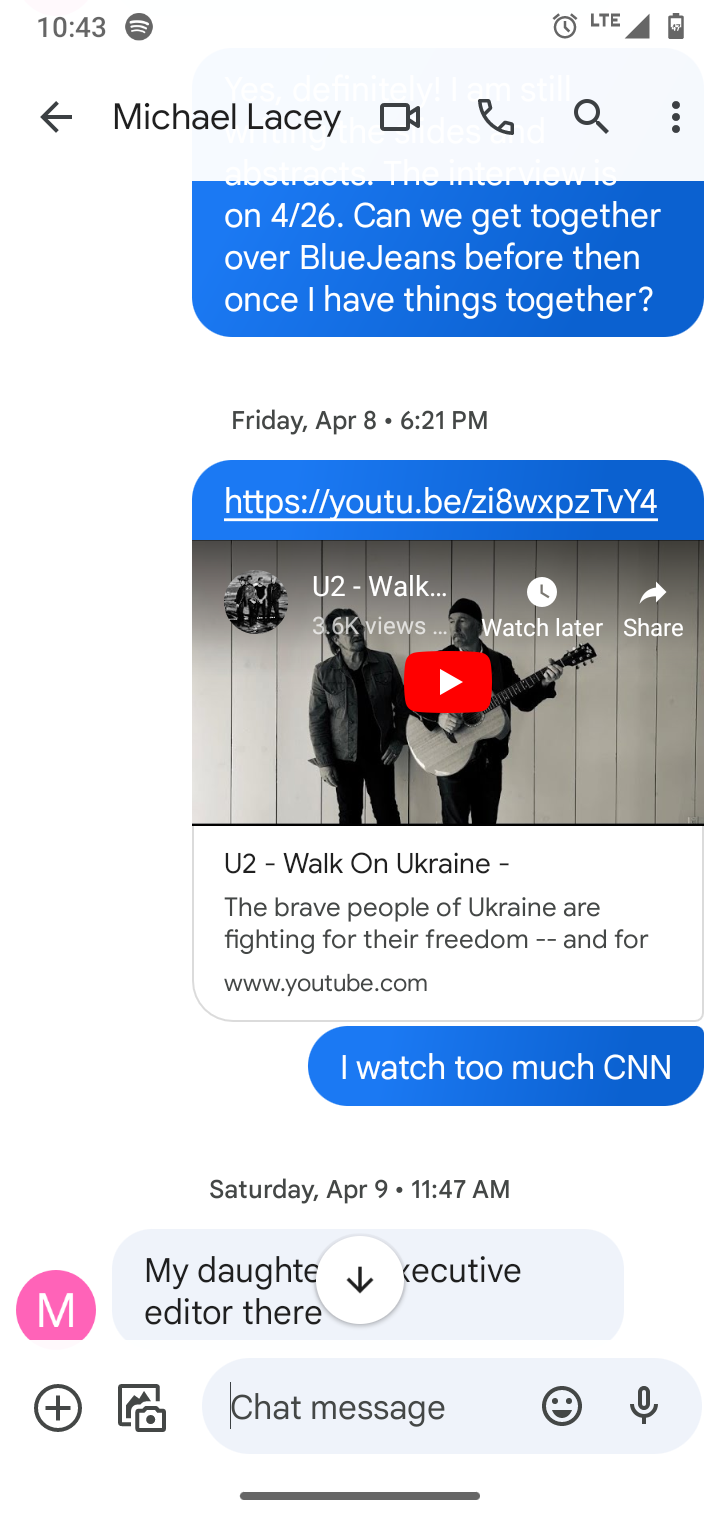 10:43 LTE
Yes, definitely! I am still
Michael Lacey
writing the slides and
abstracts. The interview is
on 4/26. Can we get together
over BlueJeans before then
once I have things together?
Friday, Apr 8 • 6:21 PM
https://youtu.be/zi8wxpzTvY4
U2 - Walk...
3.6K views ...
Watch later Share
U2 - Walk On Ukraine -
The brave people of Ukraine are
fighting for their freedom -- and for
www.youtube.com
I watch too much CNN
Saturday, Apr 9 • 11:47 AM
My
M
editor there
Chat message